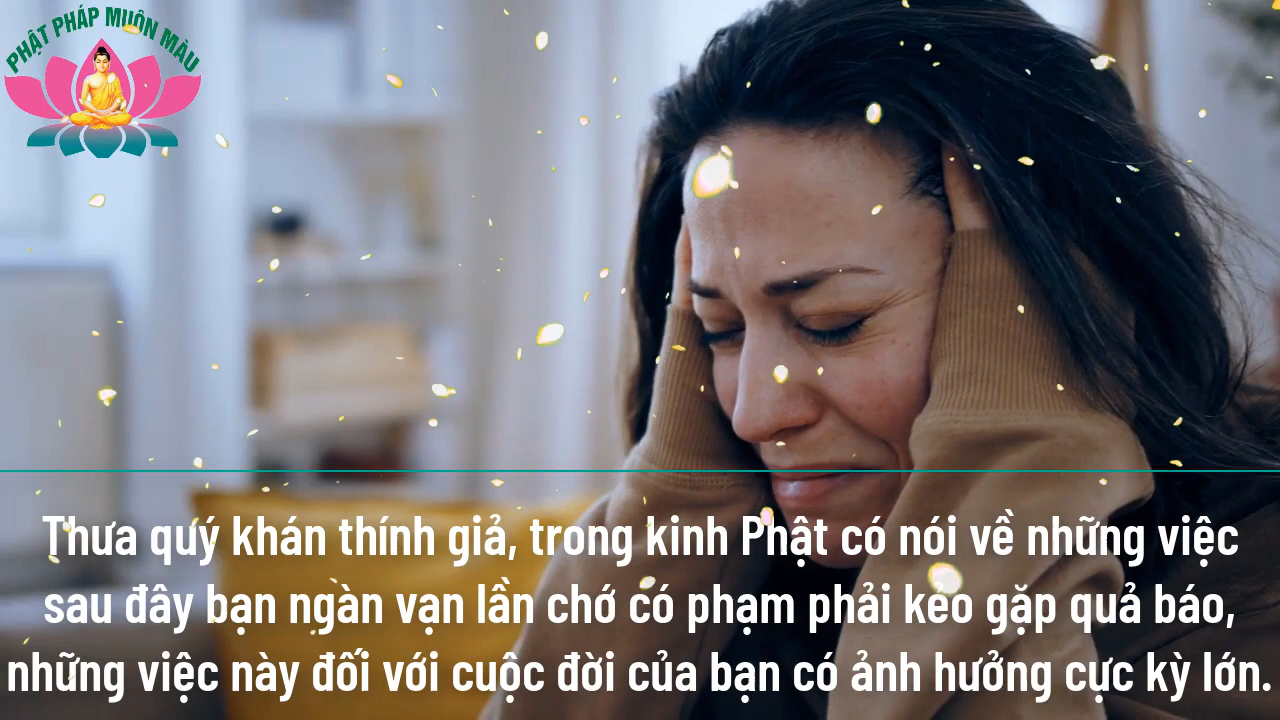 PHẬT PHÁP MUÔN MÀU
Thưa quý khán thính giả, trong kinh Phật có nói về những việc
sau đây bạn ngàn vạn lần chớ có phạm phải kẻo gặp quả báo,
những việc này đối với cuộc đời của bạn có ảnh hưởng cực kỳ lớn.